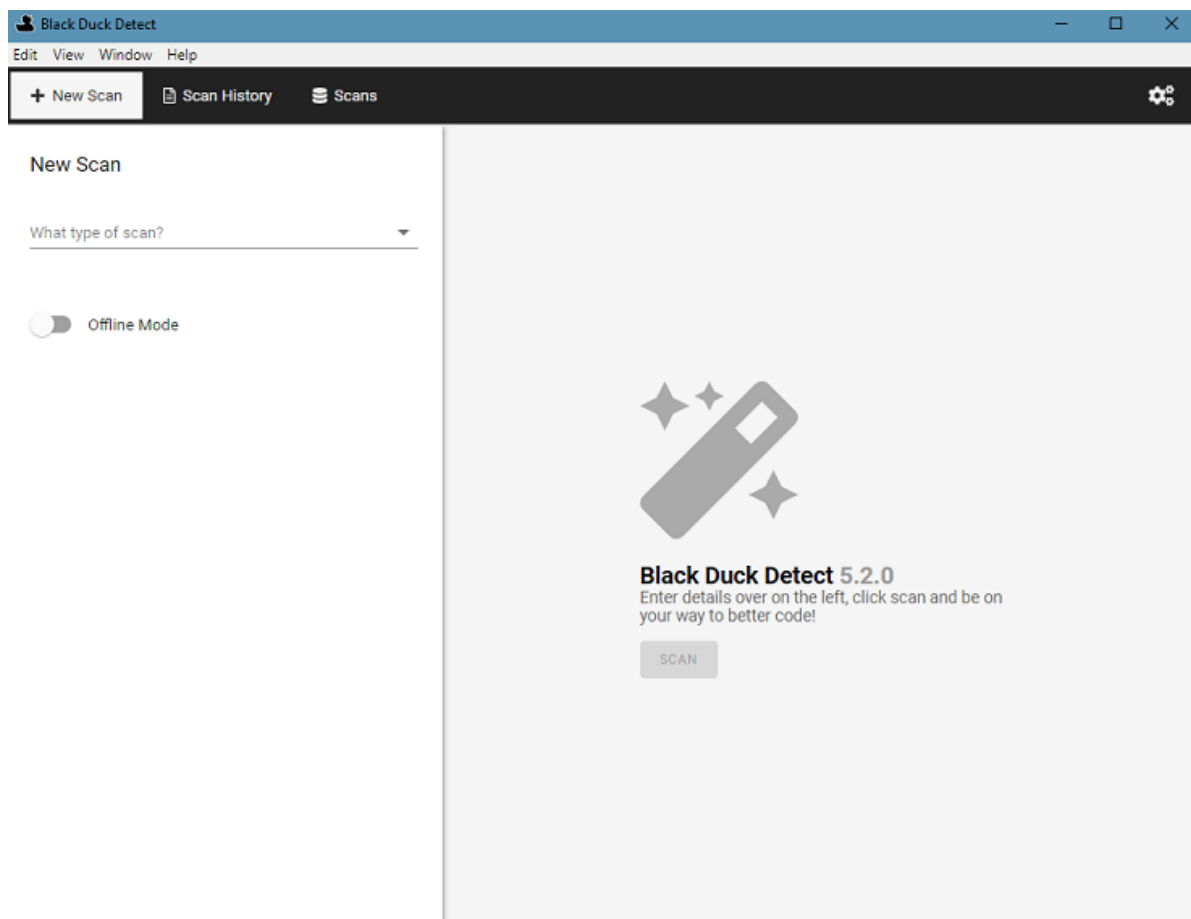 Black Duck Detect
Edit View Window Help
New Scan Scan History Scans
New Scan
What type of scan?
Offline Mode
Black Duck Detect 5.2.0
Enter details over on the left, click scan and be on
your way to better code!
SCAN